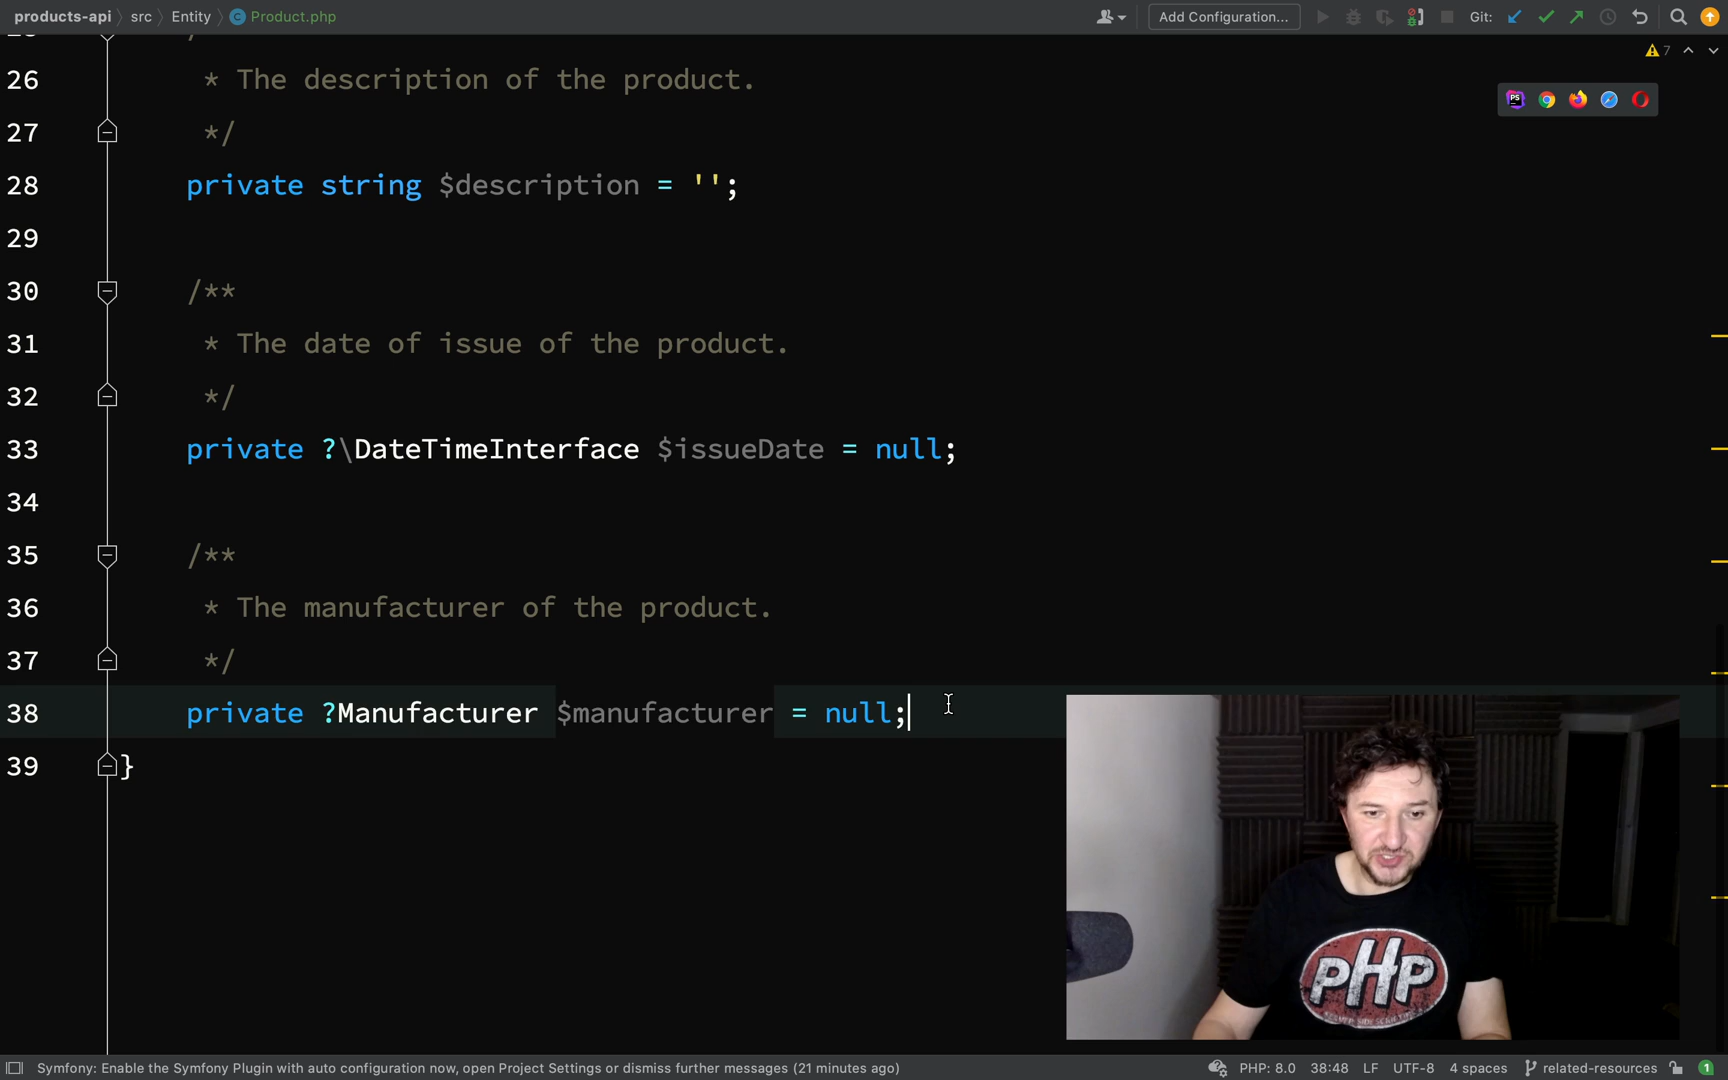 products-api src Entity C Product.php Add Configuration... Git:
25 /**
7
26 * The description of the product.
27 */
28 private string $description = '';
29
30 /**
31 * The date of issue of the product.
32 */
33 private ?\DateTimeInterface $issueDate = null;
34
35 /**
36 * The manufacturer of the product.
37 */
38 private ?Manufacturer $manufacturer = null;
39 }
PS
PHP
Symfony: Enable the Symfony Plugin with auto configuration now, open Project Settings or dismiss further messages (21 minutes ago) PHP: 8.0 38:48 LF UTF-8 4 spaces related-resources 1